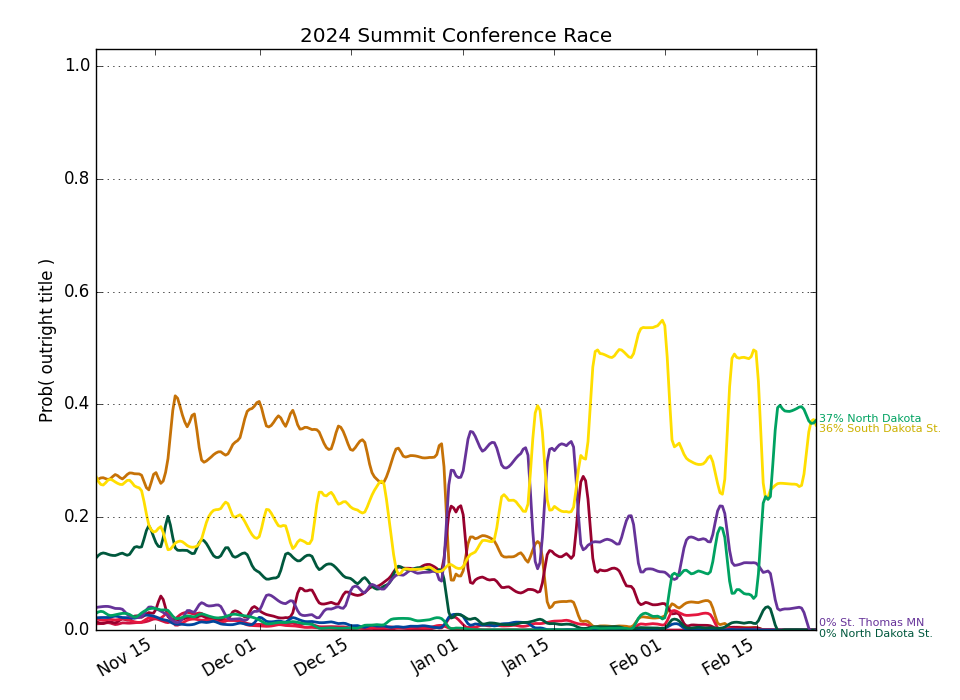 2024 Summit Conference Race
1.0
0.8
0.6
0.4
0.2
0.0
Prob( outright title )
37% North Dakota
36% South Dakota St.
0% St. Thomas MN
0% North Dakota St.
Nov 15
Dec 01
Dec 15
Jan 01
Jan 15
Feb 01
Feb 15